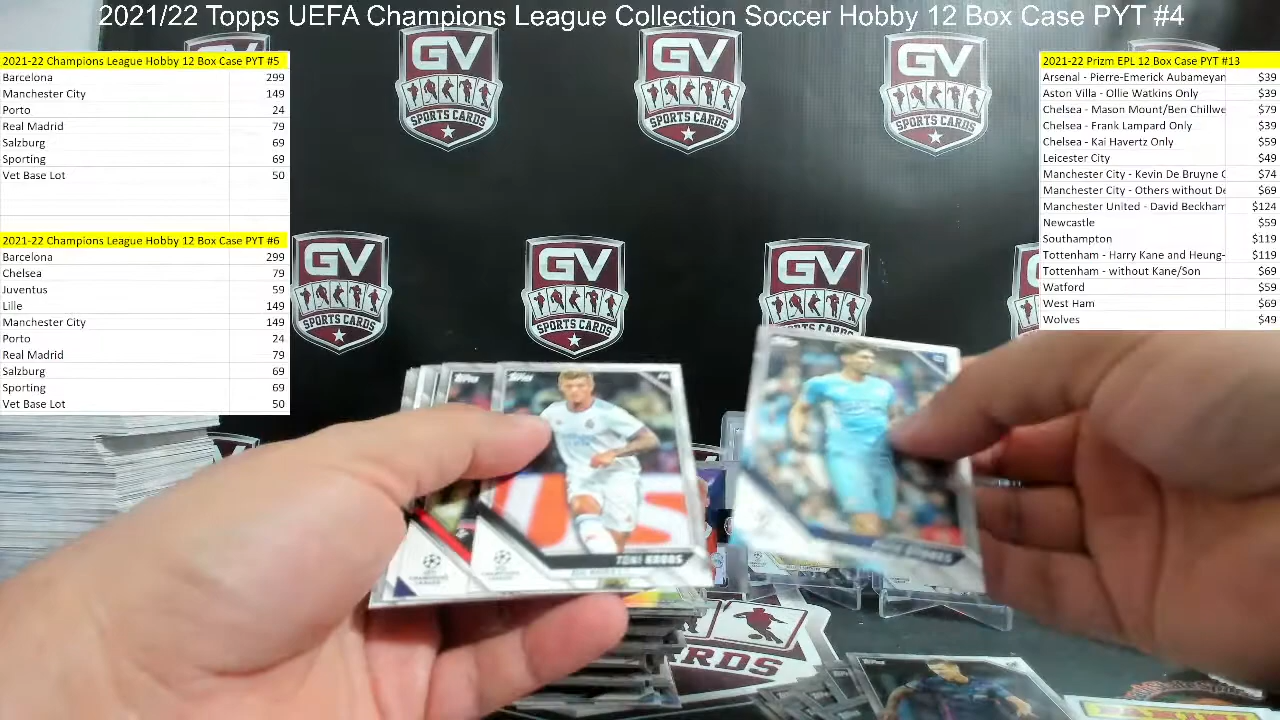 2021/22 Topps UEFA Champions League Collection Soccer Hobby 12 Box Case PYT #4
2021-22 Champions League Hobby 12 Box Case PYT #5
Barcelona 299
Manchester City 149
Porto 24
Real Madrid 79
Salzburg 69
Sporting 69
Vet Base Lot 50
2021-22 Champions League Hobby 12 Box Case PYT #6
Barcelona 299
Chelsea 79
Juventus 59
Lille 149
Manchester City 149
Porto 24
Real Madrid 79
Salzburg 69
Sporting 69
Vet Base Lot 50
2021-22 Prizm EPL 12 Box Case PYT #13
Arsenal - Pierre-Emerick Aubameyan $39
Aston Villa - Ollie Watkins Only $39
Chelsea - Mason Mount/Ben Chillwe $79
Chelsea - Frank Lampard Only $39
Chelsea - Kai Havertz Only $59
Leicester City $49
Manchester City - Kevin De Bruyne $74
Manchester City - Others without De $69
Manchester United - David Beckham $124
Newcastle $59
Southampton $119
Tottenham - Harry Kane and Heung- $119
Tottenham - without Kane/Son $69
Watford $59
West Ham $69
Wolves $49
GV
SPORTS CARDS
GV
SPORTS CARDS
GV
SPORTS CARDS
GV
SPORTS CARDS
GV
SPORTS CARDS
GV
SPORTS CARDS
topps
topps
TONI KROOS
UEFA
CHAMPIONS
LEAGUE
RDS
topps